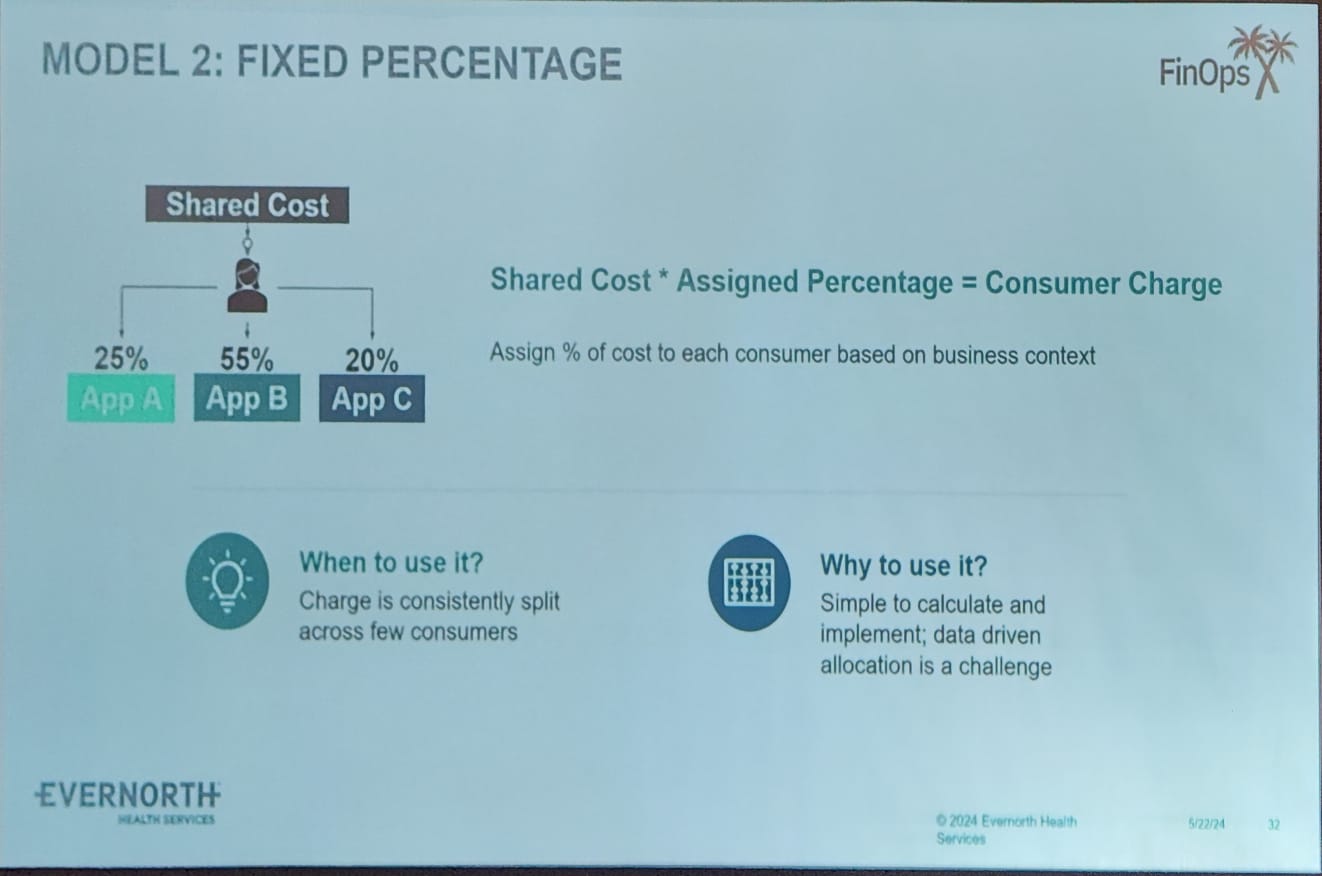 MODEL 2: FIXED PERCENTAGE
FinOps X
Shared Cost
25% 55% 20%
App A App B App C
Shared Cost * Assigned Percentage = Consumer Charge
Assign % of cost to each consumer based on business context
When to use it?
Charge is consistently split
across few consumers
Why to use it?
Simple to calculate and
implement; data driven
allocation is a challenge
EVERNORTH
HEALTH SERVICES
© 2024 Evernorth Health
Services
5/22/24
32